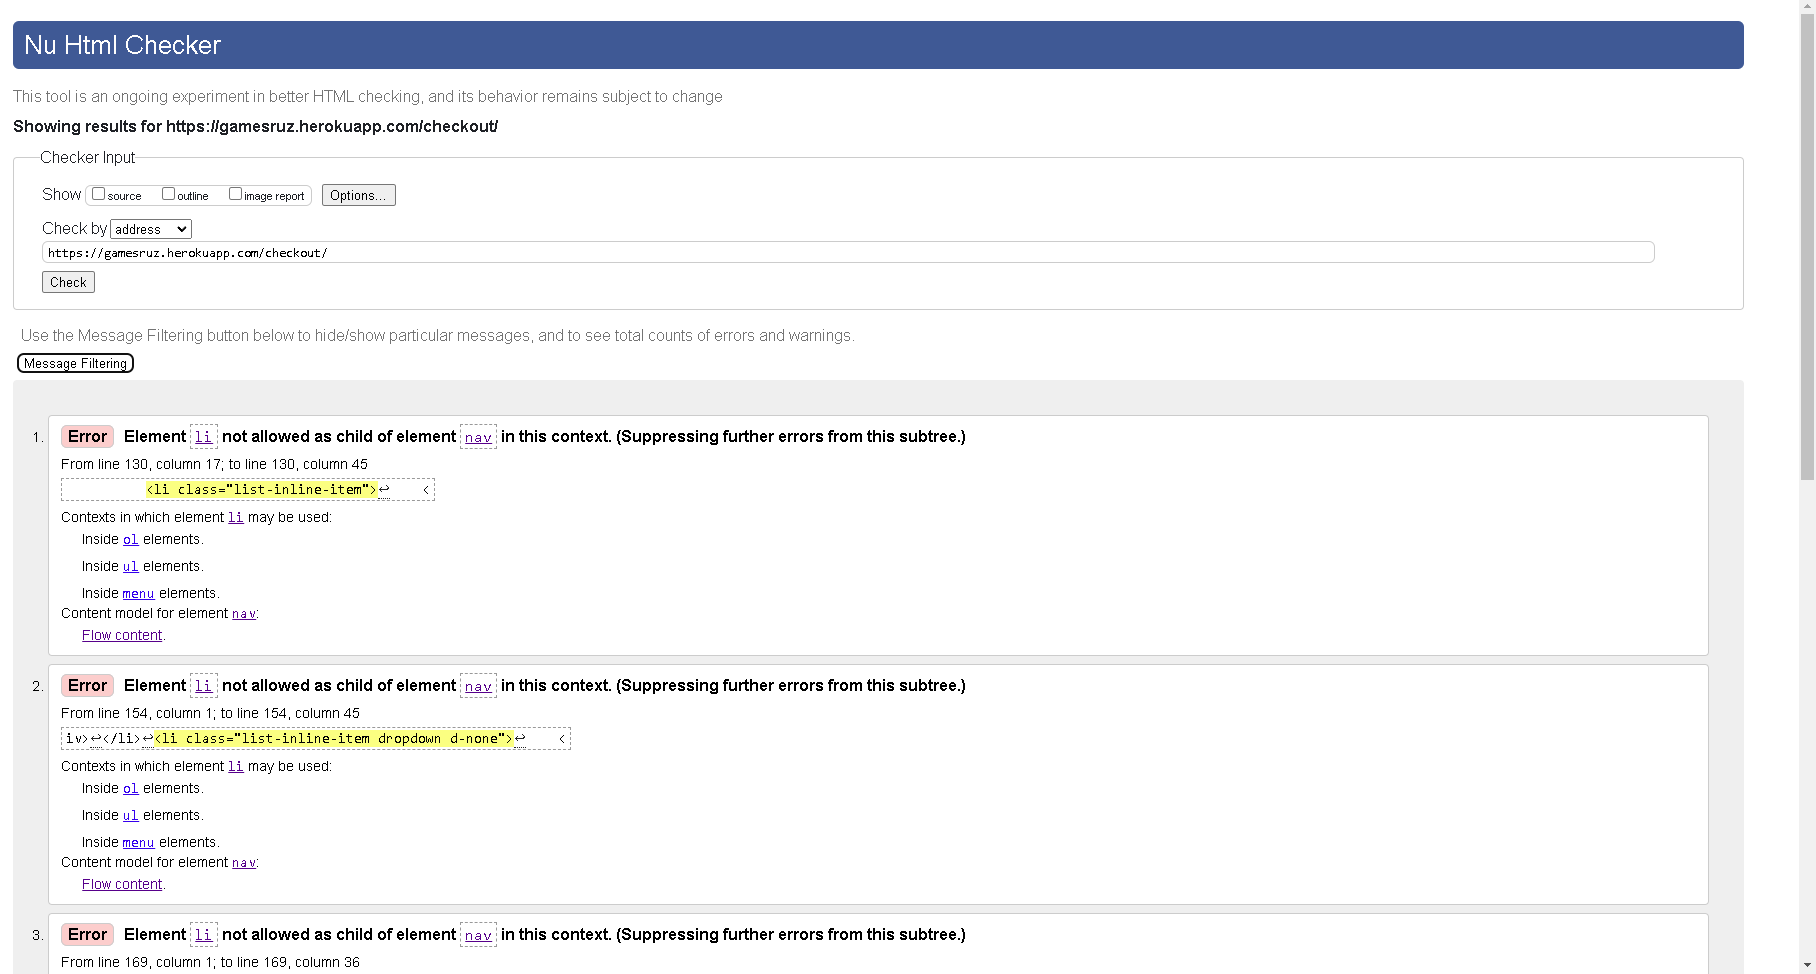 Nu Html Checker
This tool is an ongoing experiment in better HTML checking, and its behavior remains subject to change
Showing results for https://gamesruz.herokuapp.com/checkout/
Checker Input
Show source outline image report Options...
Check by address
https://gamesruz.herokuapp.com/checkout/
Check
Use the Message Filtering button below to hide/show particular messages, and to see total counts of errors and warnings.
Message Filtering
1. Error Element li not allowed as child of element nav in this context. (Suppressing further errors from this subtree.)
From line 130, column 17; to line 130, column 45
<li class="list-inline-item">↩ <
Contexts in which element li may be used:
Inside ol elements.
Inside ul elements.
Inside menu elements.
Content model for element nav:
Flow content.
2. Error Element li not allowed as child of element nav in this context. (Suppressing further errors from this subtree.)
From line 154, column 1; to line 154, column 45
iv>↩</li>↩<li class="list-inline-item dropdown d-none">↩ <
Contexts in which element li may be used:
Inside ol elements.
Inside ul elements.
Inside menu elements.
Content model for element nav:
Flow content.
3. Error Element li not allowed as child of element nav in this context. (Suppressing further errors from this subtree.)
From line 169, column 1; to line 169, column 36